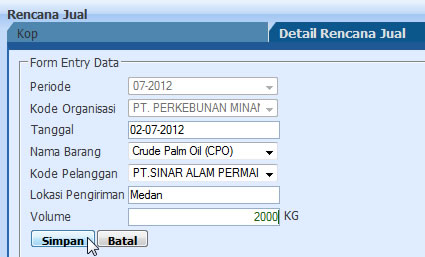 Rencana Jual
Kop
Detail Rencana Jual
Form Entry Data
Periode 07-2012
Kode Organisasi PT. PERKEBUNAN MINAN
Tanggal 02-07-2012
Nama Barang Crude Palm Oil (CPO)
Kode Pelanggan PT.SINAR ALAM PERMAI
Lokasi Pengiriman Medan
Volume 2000 KG
Simpan Batal